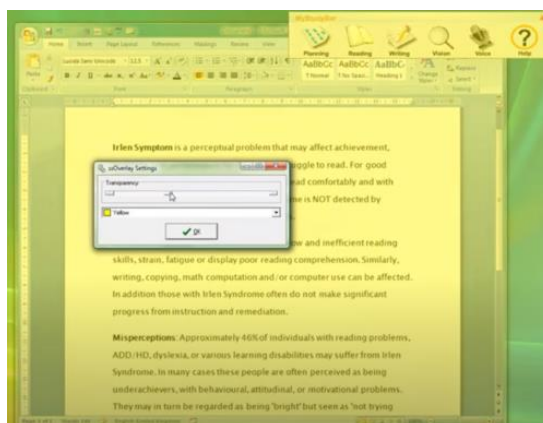 MyStudyBar
Planning Reading Writing Vision Voice Help
Home Insert Page Layout References Mailings Review View
AaBbCc AaBbCc AaBbC
T Normal T No Spaci... Heading 1
Change
Replace
Select
Irlen Symptom is a perceptual problem that may affect achievement,
ssOverlay Settings
uggle to read. For good
Transparency
ad comfortably and with
me is NOT detected by
Yellow
OK
ow and inefficient reading
skills, strain, fatigue or display poor reading comprehension. Similarly,
writing, copying, math computation and/or computer use can be affected.
In addition those with Irlen Syndrome often do not make significant
progress from instruction and remediation.
Misperceptions: Approximately 46% of individuals with reading problems,
ADD/HD, dyslexia, or various learning disabilities may suffer from Irlen
Syndrome. In many cases these people are often perceived as being
underachievers, with behavioural, attitudinal, or motivational problems.
They may in turn be regarded as being 'bright' but seen as 'not trying